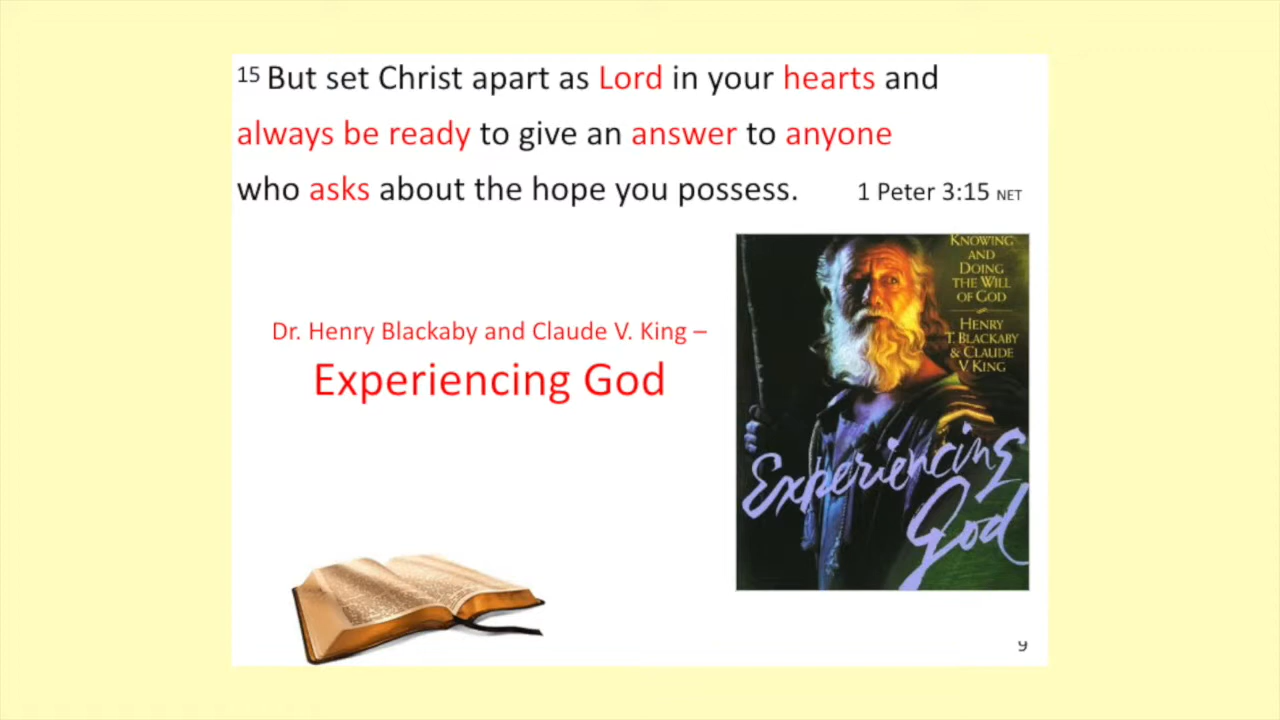 15 But set Christ apart as Lord in your hearts and
always be ready to give an answer to anyone
who asks about the hope you possess. 1 Peter 3:15 NET
Dr. Henry Blackaby and Claude V. King –
Experiencing God
KNOWING
AND
DOING
THE WILL
OF GOD
HENRY
T. BLACKABY
& CLAUDE
V. KING
Experiencing
God
9